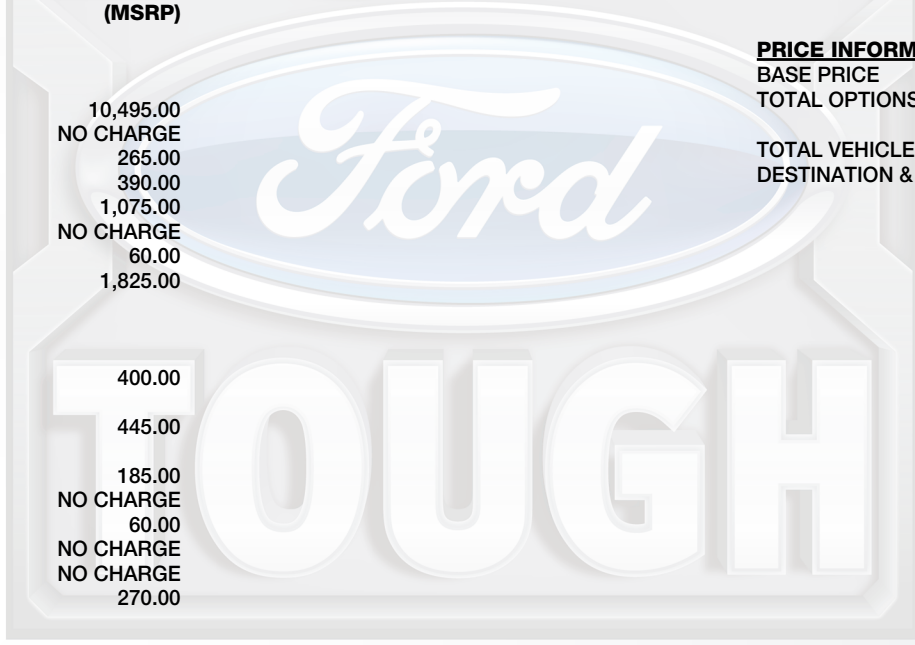 (MSRP)
10,495.00
NO CHARGE
265.00
390.00
1,075.00
NO CHARGE
60.00
1,825.00
400.00
445.00
185.00
NO CHARGE
60.00
NO CHARGE
NO CHARGE
270.00
PRICE INFORM
BASE PRICE
TOTAL OPTIONS
TOTAL VEHICLE
DESTINATION &
Ford
TOUGH